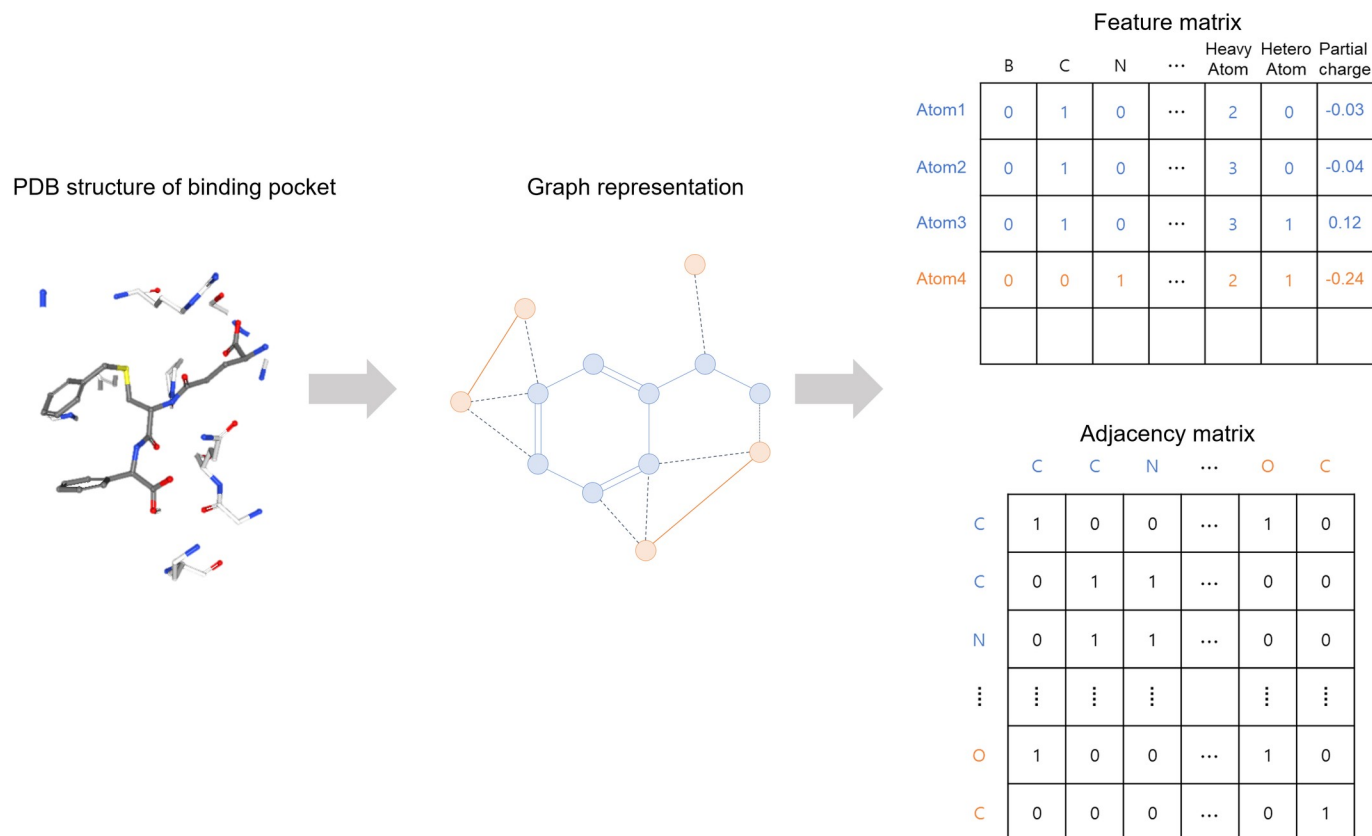 PDB structure of binding pocket
Graph representation
Feature matrix
B C N ... Heavy Atom Hetero Atom Partial charge
Atom1 0 1 0 ... 2 0 -0.03
Atom2 0 1 0 ... 3 0 -0.04
Atom3 0 1 0 ... 3 1 0.12
Atom4 0 0 1 ... 2 1 -0.24
Adjacency matrix
C C N ... O C
C 1 0 0 ... 1 0
C 0 1 1 ... 0 0
N 0 1 1 ... 0 0
O 1 0 0 ... 1 0
C 0 0 0 ... 0 1